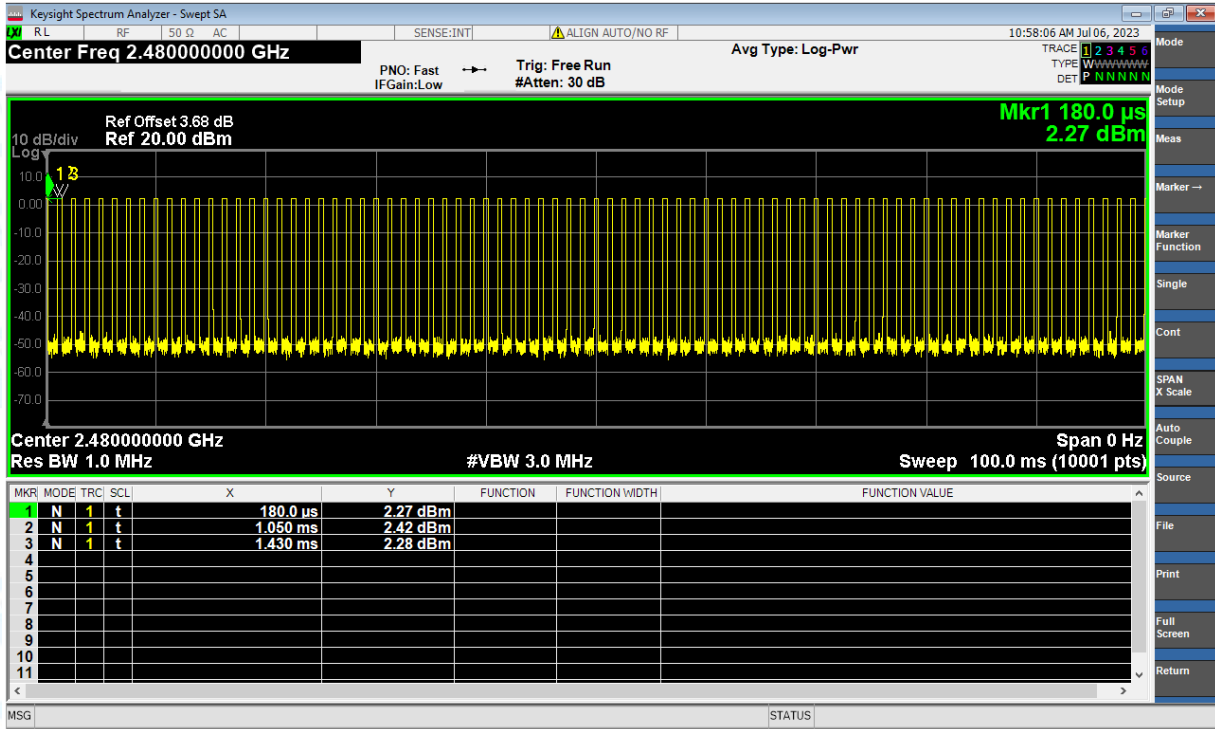 Keysight Spectrum Analyzer - Swept SA
LXI RL RF 50 Ω AC SENSE:INT ALIGN AUTO/NO RF 10:58:06 AM Jul 06, 2023
Center Freq 2.480000000 GHz
PNO: Fast
IFGain:Low
Trig: Free Run
#Atten: 30 dB
Avg Type: Log-Pwr
TRACE 1 2 3 4 5 6
TYPE WWWWWWW
DET P N N N N N
Mkr1 180.0 µs
2.27 dBm
Ref Offset 3.68 dB
10 dB/div Ref 20.00 dBm
Log
10.0
0.00
-10.0
-20.0
-30.0
-40.0
-50.0
-60.0
-70.0
1 2 3
Center 2.480000000 GHz Span 0 Hz
Res BW 1.0 MHz #VBW 3.0 MHz Sweep 100.0 ms (10001 pts)
MKR MODE TRC SCL X Y FUNCTION FUNCTION WIDTH FUNCTION VALUE
1 N 1 t 180.0 µs 2.27 dBm
2 N 1 t 1.050 ms 2.42 dBm
3 N 1 t 1.430 ms 2.28 dBm
4
5
6
7
8
9
10
11
MSG STATUS
Mode
Mode
Setup
Meas
Marker→
Marker
Function
Single
Cont
SPAN
X Scale
Auto
Couple
Source
File
Print
Full
Screen
Return